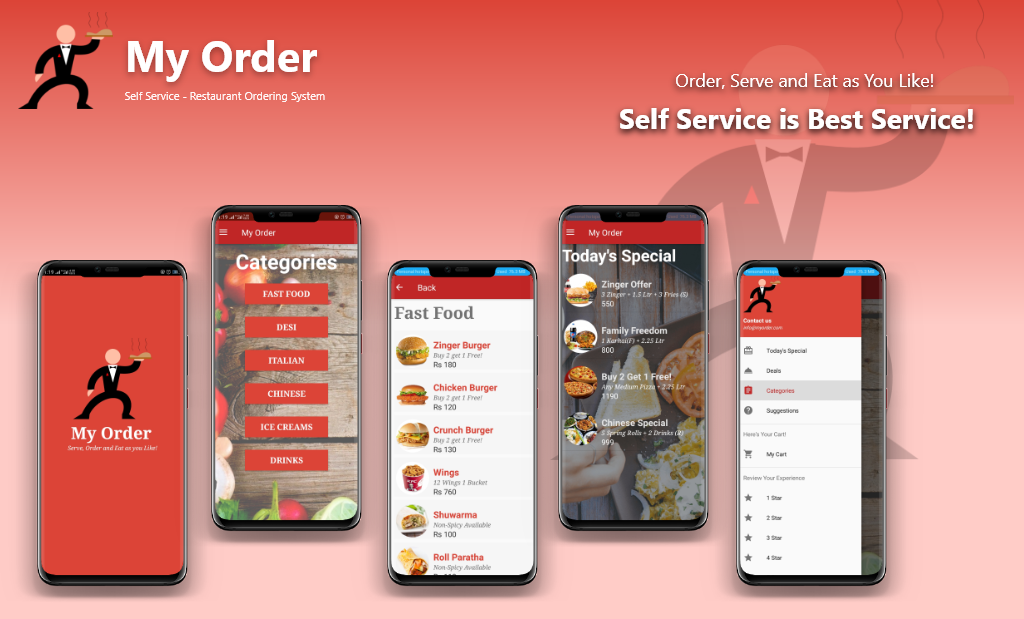 My Order
Self Service - Restaurant Ordering System
Order, Serve and Eat as You Like!
Self Service is Best Service!
My Order
Serve, Order and Eat as you Like!
My Order
Categories
FAST FOOD
DESI
ITALIAN
CHINESE
ICE CREAMS
DRINKS
Back
Fast Food
Zinger Burger
Buy 2 get 1 Free!
Rs 180
Chicken Burger
Buy 2 get 1 Free!
Rs 120
Crunch Burger
Buy 2 get 1 Free!
Rs 130
Wings
12 Wings 1 Bucket
Rs 760
Shuwarma
Non-Spicy Available
Rs 100
Roll Paratha
Non-Spicy Available
My Order
Today's Special
Zinger Offer
3 Zinger + 1.5 Ltr + 3 Fries (S)
550
Family Freedom
1 Karhai(F) + 2.25 Ltr
800
Buy 2 Get 1 Free!
Any Medium Pizza + 2.25 Ltr
1190
Chinese Special
5 Spring Rolls + 2 Drinks (P)
999
Contact us
info@myorder.com
Today's Special
Deals
Categories
Suggestions
Here's Your Cart!
My Cart
Review Your Experience
1 Star
2 Star
3 Star
4 Star